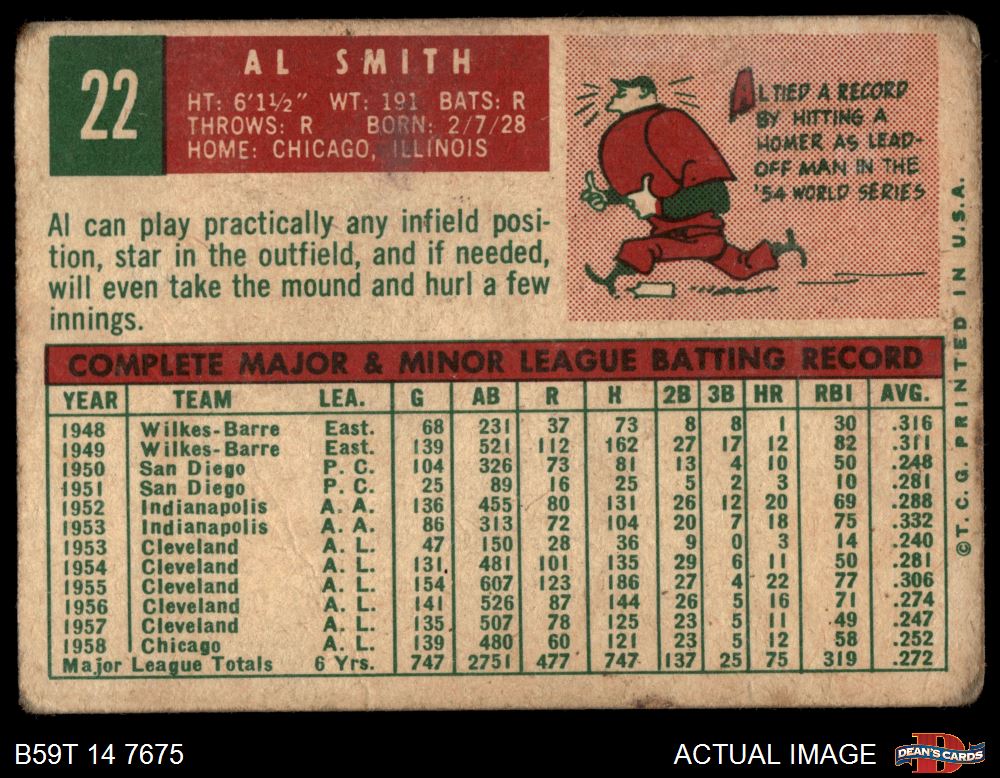 22
AL SMITH
HT: 6'1½" WT: 191 BATS: R
THROWS: R BORN: 2/7/28
HOME: CHICAGO, ILLINOIS
AL TIED A RECORD
BY HITTING A
HOMER AS LEAD-
OFF MAN IN THE
'54 WORLD SERIES
Al can play practically any infield posi-
tion, star in the outfield, and if needed,
will even take the mound and hurl a few
innings.
COMPLETE MAJOR & MINOR LEAGUE BATTING RECORD
YEAR TEAM LEA. G AB R H 2B 3B HR RBI AVG.
1948 Wilkes-Barre East. 68 231 37 73 8 8 1 30 .316
1949 Wilkes-Barre East. 139 521 112 162 27 17 12 82 .311
1950 San Diego P. C. 104 326 73 81 13 4 10 50 .248
1951 San Diego P. C. 25 89 16 25 5 2 3 10 .281
1952 Indianapolis A. A. 136 455 80 131 26 12 20 69 .288
1953 Indianapolis A. A. 86 313 72 104 20 7 18 75 .332
1953 Cleveland A. L. 47 150 28 36 9 0 3 14 .240
1954 Cleveland A. L. 131 481 101 135 29 6 11 50 .281
1955 Cleveland A. L. 154 607 123 186 27 4 22 77 .306
1956 Cleveland A. L. 141 526 87 144 26 5 16 71 .274
1957 Cleveland A. L. 135 507 78 125 23 5 11 49 .247
1958 Chicago A. L. 139 480 60 121 23 5 12 58 .252
Major League Totals 6 Yrs. 747 2751 477 747 137 25 75 319 .272
©T. C. G. PRINTED IN U.S.A.
B59T 14 7675
ACTUAL IMAGE
DEAN'S CARDS